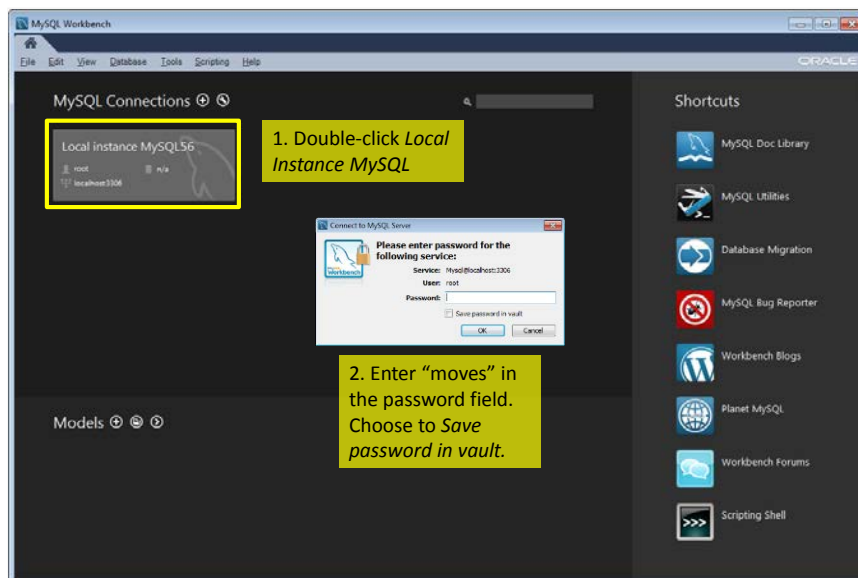 MySQL Workbench
File Edit View Database Tools Scripting Help
ORACLE
MySQL Connections
Local instance MySQL56
root n/a
localhost:3306
1. Double-click Local
Instance MySQL
Connect to MySQL Server
Please enter password for the
following service:
Service: Mysql@localhost:3306
User: root
Password:
Save password in vault
OK Cancel
Workbench
2. Enter “moves” in
the password field.
Choose to Save
password in vault.
Models
Shortcuts
MySQL Doc Library
MySQL Utilities
Database Migration
MySQL Bug Reporter
Workbench Blogs
Planet MySQL
Workbench Forums
Scripting Shell